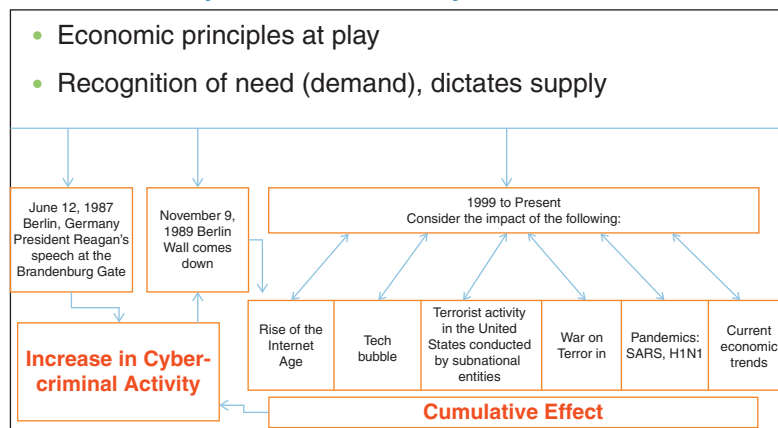 • Economic principles at play
• Recognition of need (demand), dictates supply
June 12, 1987
Berlin, Germany
President Reagan's
speech at the
Brandenburg Gate
November 9,
1989 Berlin
Wall comes
down
1999 to Present
Consider the impact of the following:
Rise of the
Internet
Age
Tech
bubble
Terrorist activity
in the United
States conducted
by subnational
entities
War on
Terror in
Pandemics:
SARS, H1N1
Current
economic
trends
Increase in Cyber-
criminal Activity
Cumulative Effect